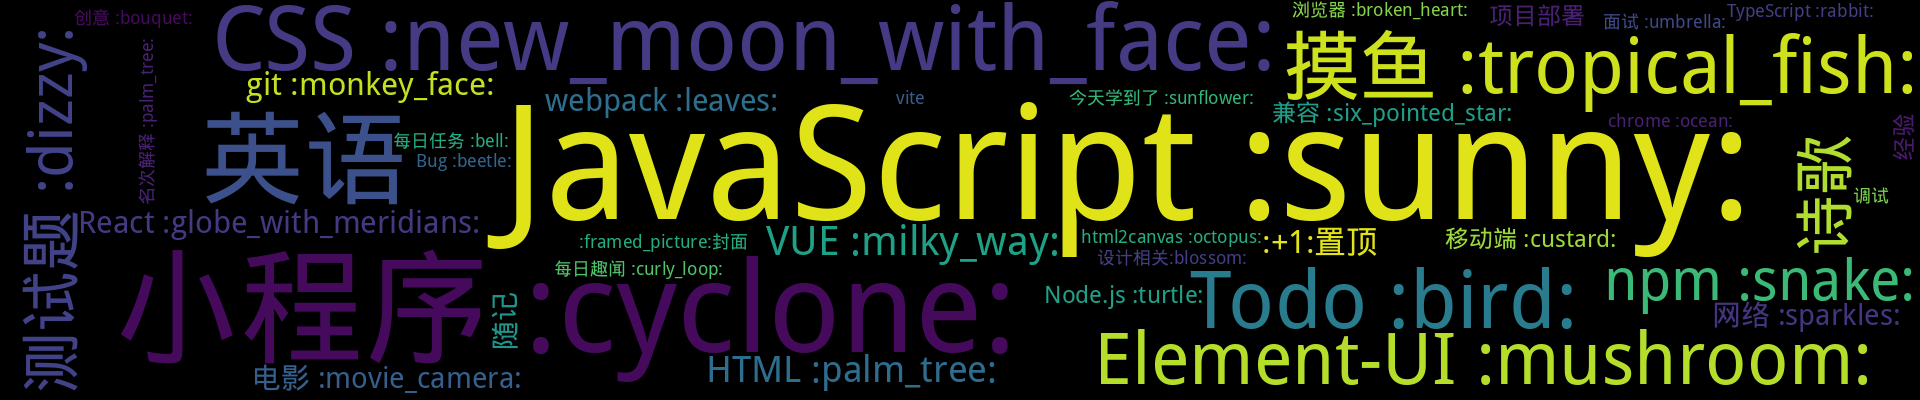 创意 :bouquet:
CSS :new_moon_with_face:
浏览器 :broken_heart:
项目部署
面试 :umbrella:
TypeScript :rabbit:
测试题 :dizzy:
名次解释 :palm_tree:
git :monkey_face:
摸鱼 :tropical_fish:
webpack :leaves:
vite
今天学到了 :sunflower:
兼容 :six_pointed_star:
chrome :ocean:
经验
英语
每日任务 :bell:
Bug :beetle:
JavaScript :sunny:
诗歌
调试
React :globe_with_meridians:
:framed_picture:封面
VUE :milky_way:
html2canvas :octopus:
:+1:置顶
移动端 :custard:
设计相关:blossom:
每日趣闻 :curly_loop:
小程序 :cyclone:
随记
Node.js :turtle:
Todo :bird:
npm :snake:
网络 :sparkles:
电影 :movie_camera:
HTML :palm_tree:
Element-UI :mushroom: